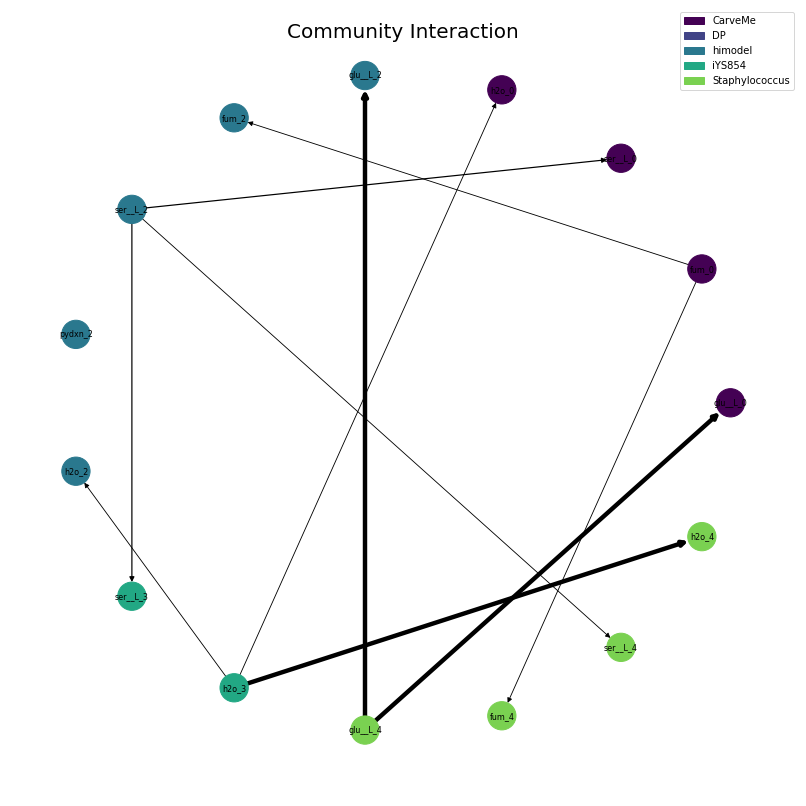 Community Interaction
CarveMe
DP
himodel
iYS854
Staphylococcus
glu__L_2
h2o_0
fum_2
ser__L_0
ser__L_2
fum_0
pydxn_2
glu__L_0
h2o_2
h2o_4
ser__L_3
ser__L_4
h2o_3
fum_4
glu__L_4